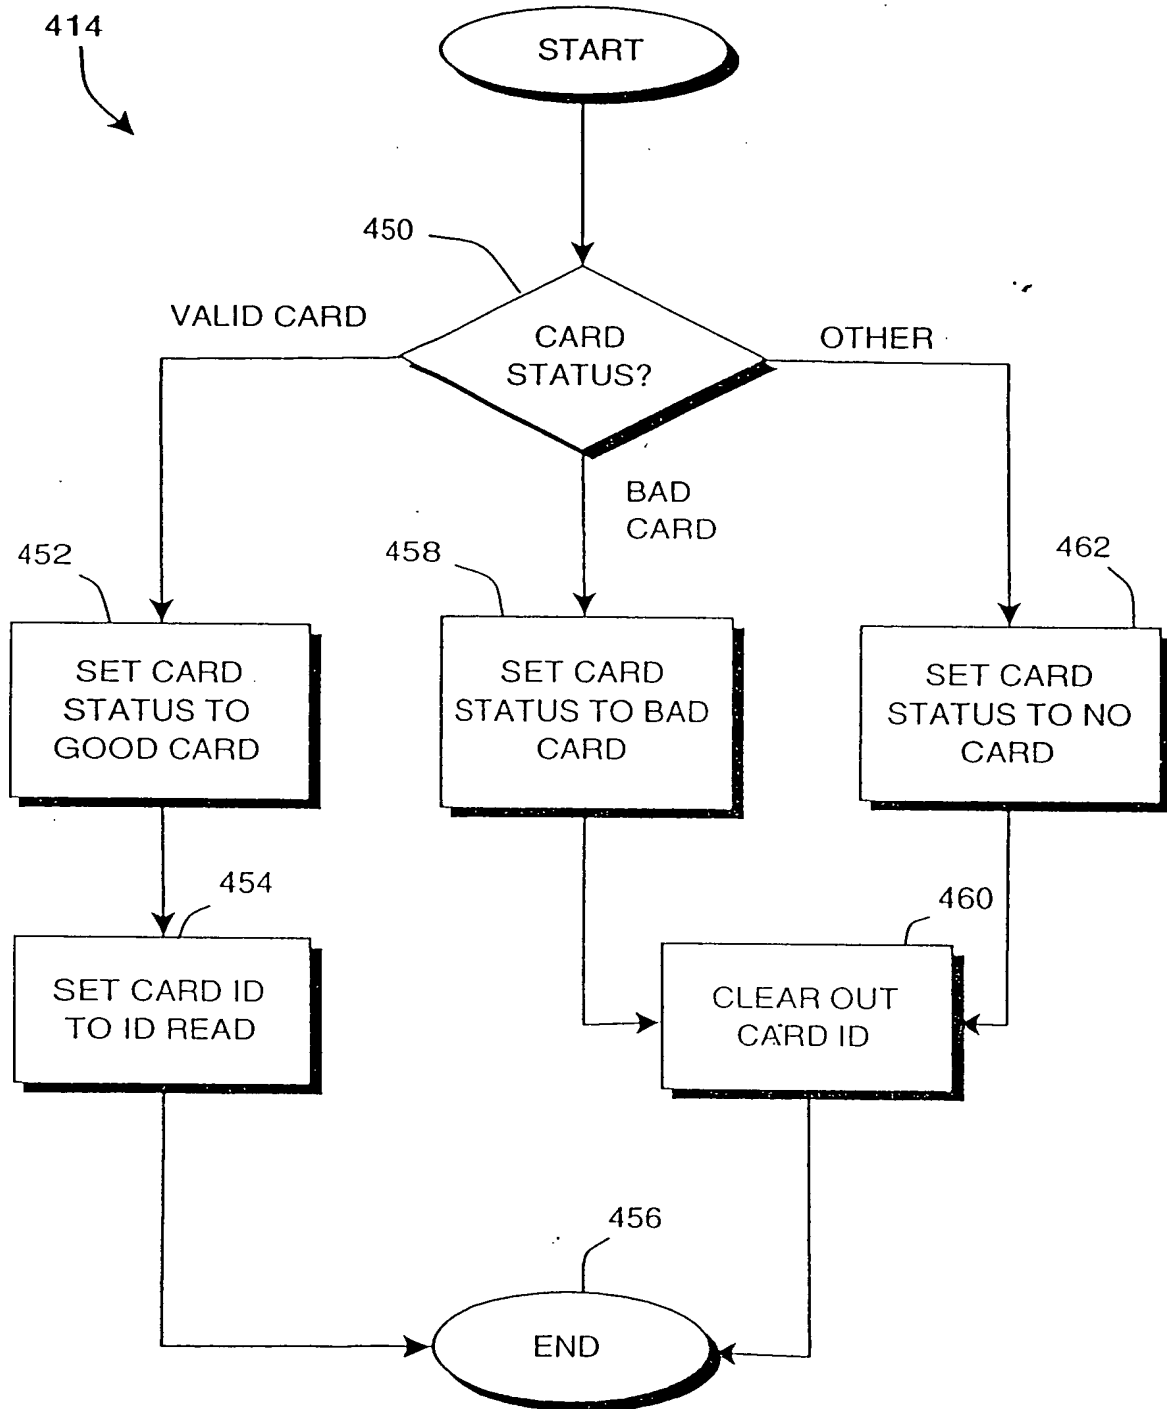 414
START
450
VALID CARD
CARD
STATUS?
OTHER
BAD
CARD
452
458
462
SET CARD
STATUS TO
GOOD CARD
SET CARD
STATUS TO BAD
CARD
SET CARD
STATUS TO NO
CARD
454
460
SET CARD ID
TO ID READ
CLEAR OUT
CARD ID
456
END